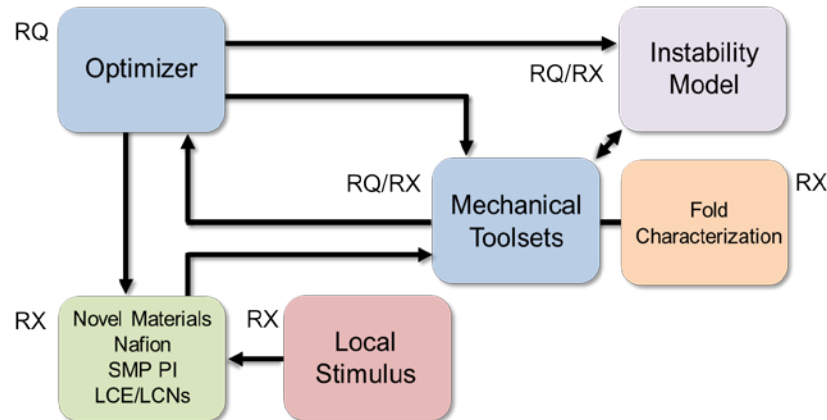 RQ
Optimizer
Instability
Model
RQ/RX
RQ/RX
Mechanical
Toolsets
Fold
Characterization
RX
RX
Novel Materials
Nafion
SMP PI
LCE/LCNs
RX
Local
Stimulus